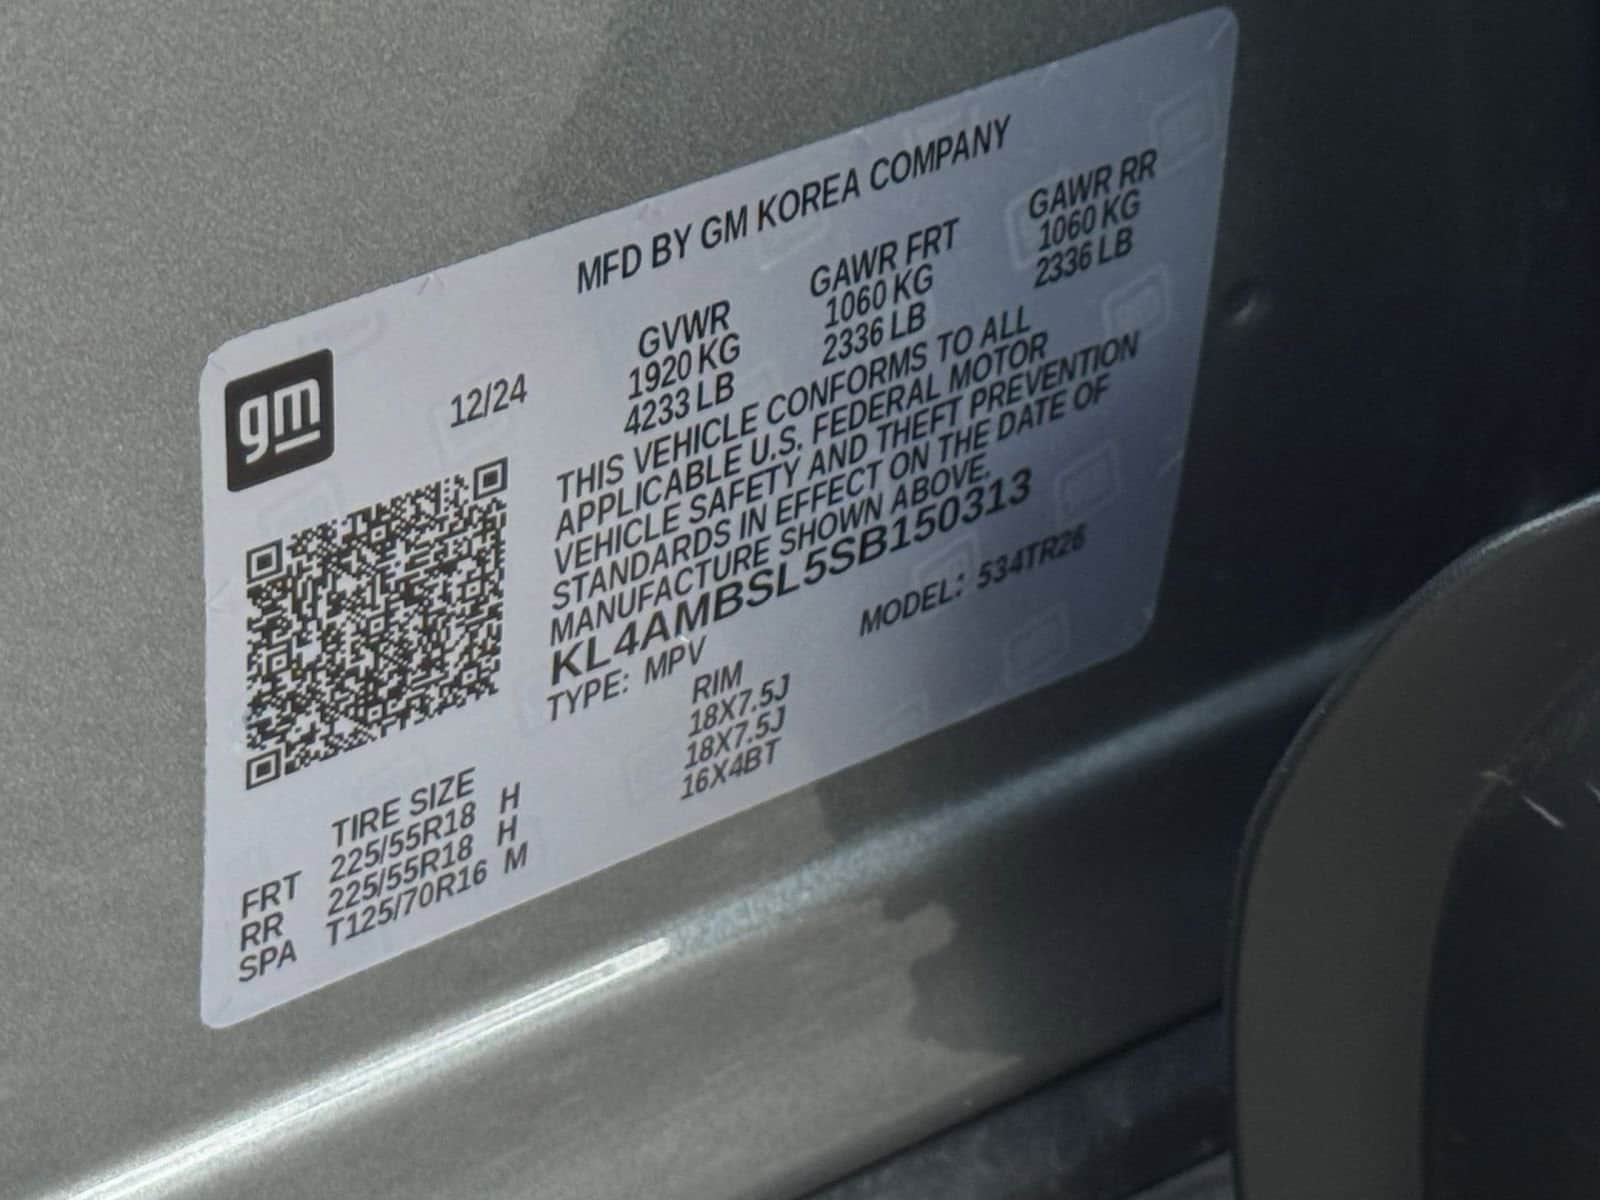 MFD BY GM KOREA COMPANY
gm
12/24
GVWR GAWR FRT GAWR RR
1920 KG 1060 KG 1060 KG
4233 LB 2336 LB 2336 LB
THIS VEHICLE CONFORMS TO ALL
APPLICABLE U.S. FEDERAL MOTOR
VEHICLE SAFETY AND THEFT PREVENTION
STANDARDS IN EFFECT ON THE DATE OF
MANUFACTURE SHOWN ABOVE.
KL4AMBSL5SB150313
TYPE: MPV MODEL: 534TR26
TIRE SIZE RIM
FRT 225/55R18 H 18X7.5J
RR 225/55R18 H 18X7.5J
SPA T125/70R16 M 16X4BT